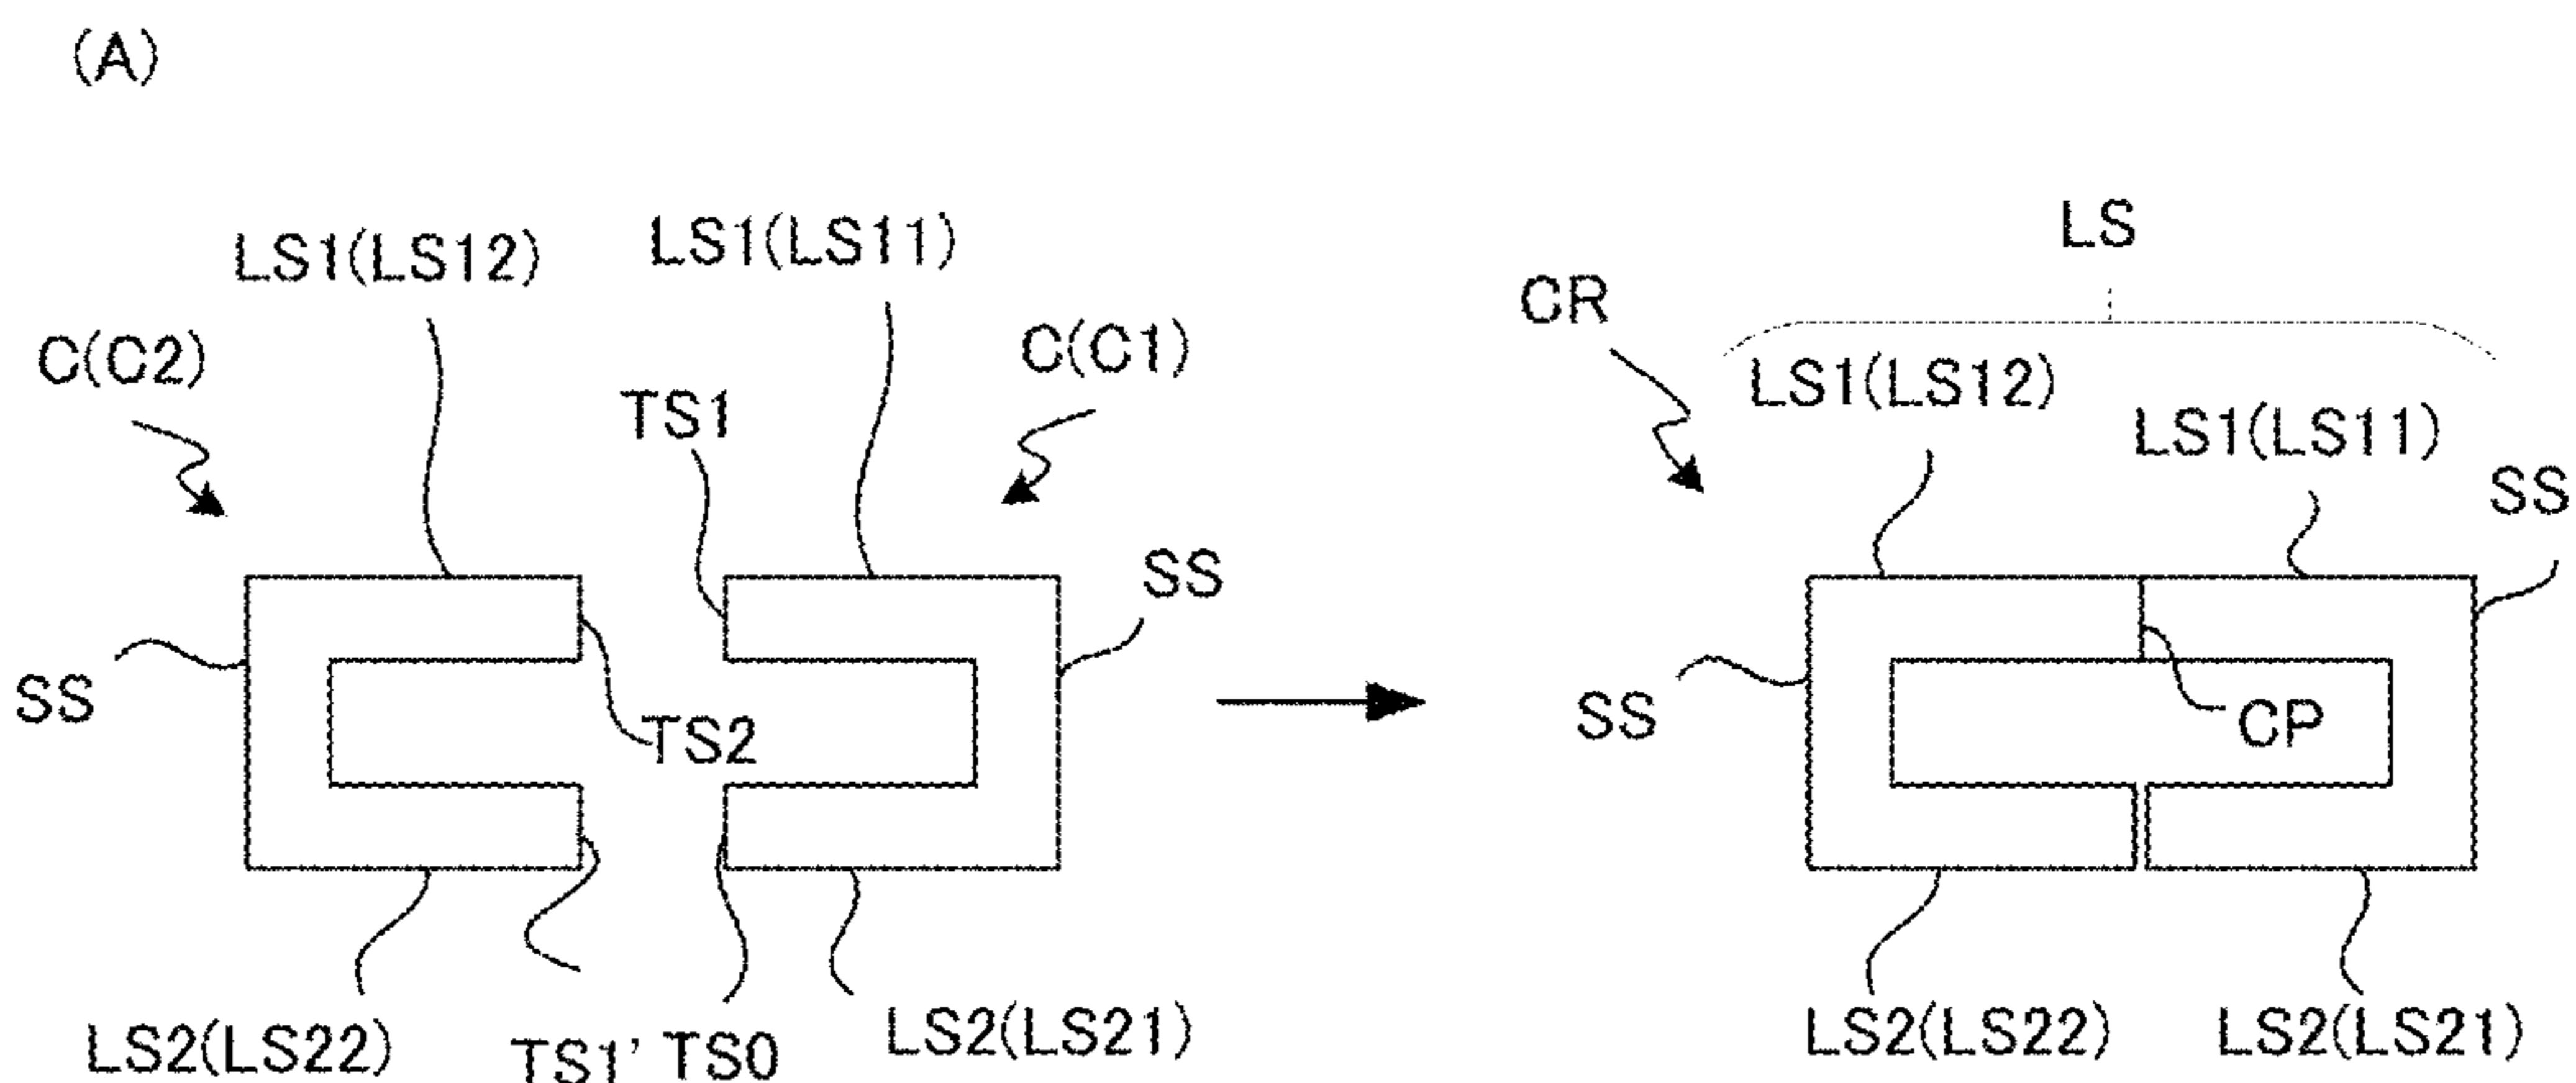 (A)
LS
LS1(LS12) LS1(LS11)
CR
C(C2) C(C1)
LS1(LS12)
TS1
LS1(LS11)
SS
SS
SS
TS2
SS
CP
LS2(LS22) TS1' TS0 LS2(LS21)
LS2(LS22) LS2(LS21)